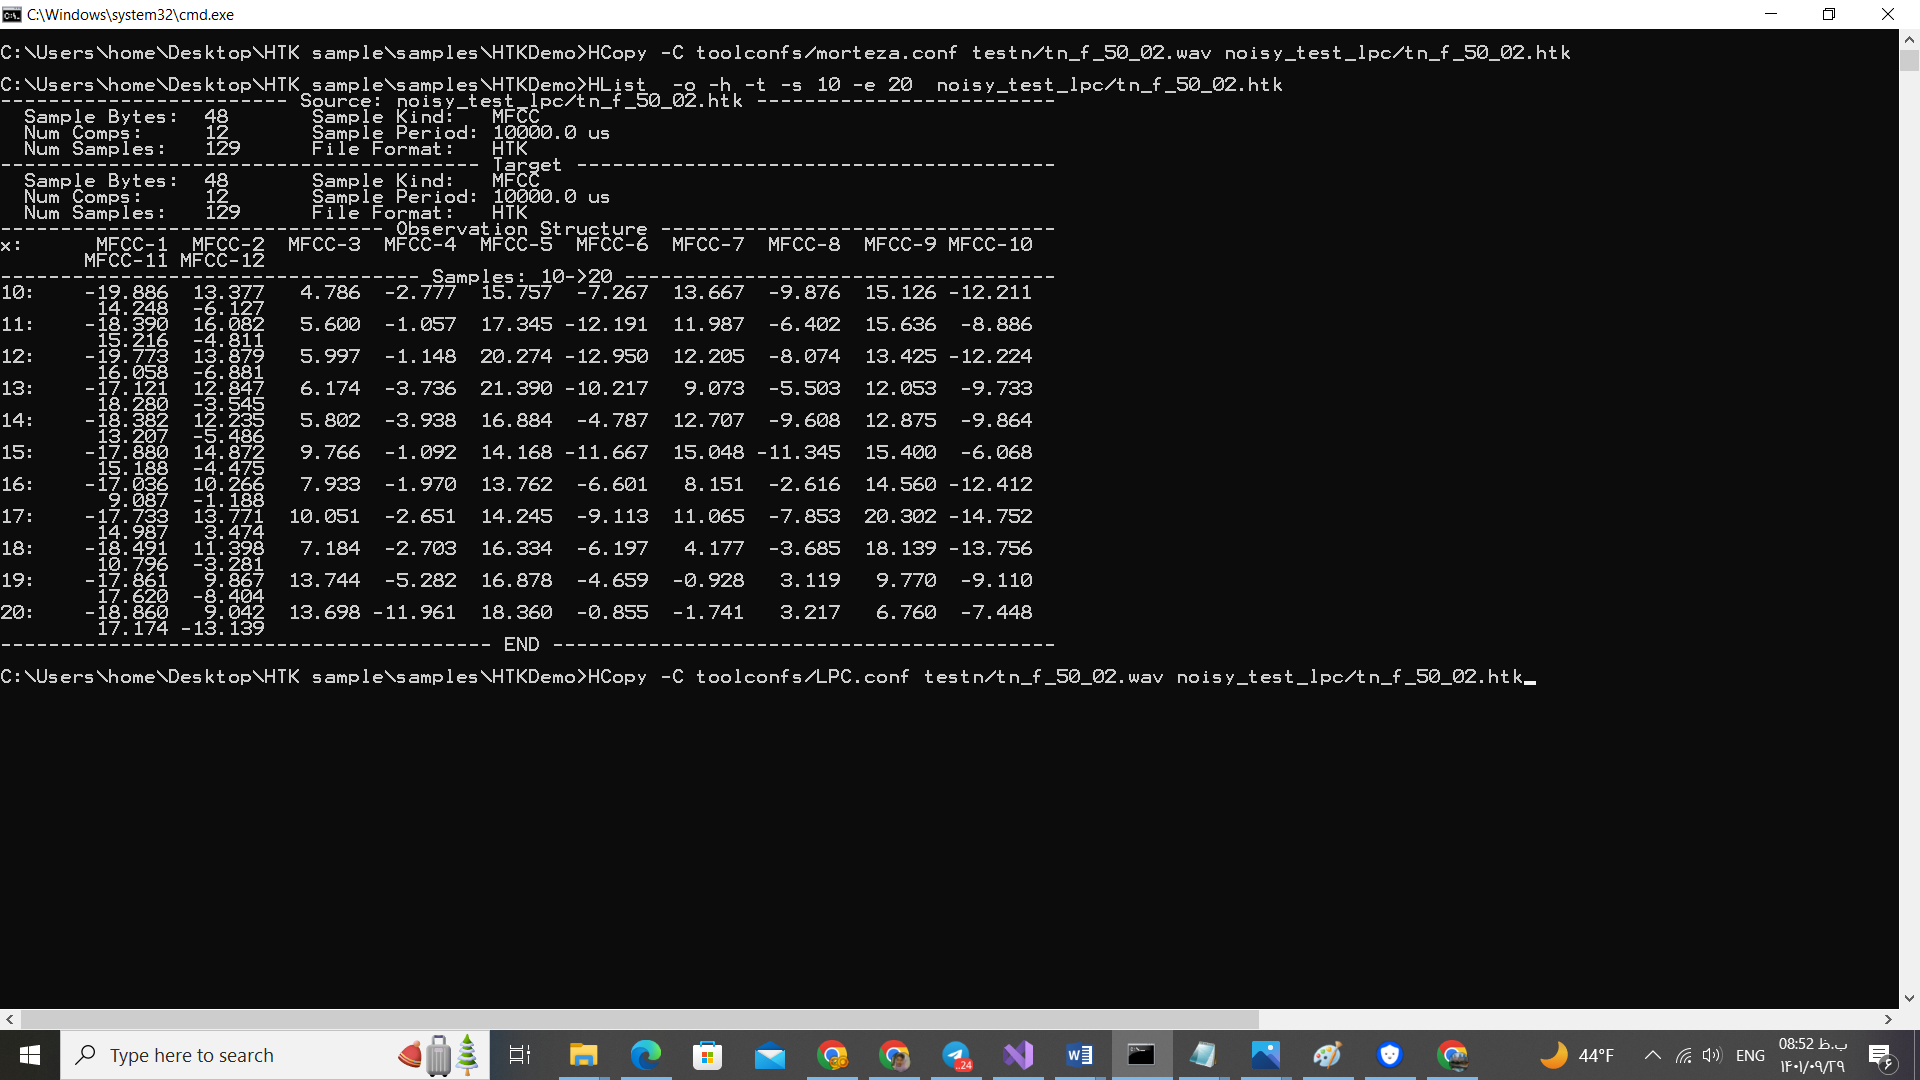 C:\Windows\system32\cmd.exe
C:\Users\home\Desktop\HTK sample\samples\HTKDemo>HCopy -C toolconfs/morteza.conf testn/tn_f_50_02.wav noisy_test_lpc/tn_f_50_02.htk
C:\Users\home\Desktop\HTK sample\samples\HTKDemo>HList  -o -h -t -s 10 -e 20  noisy_test_lpc/tn_f_50_02.htk
------------------------ Source: noisy_test_lpc/tn_f_50_02.htk -------------------------
  Sample Bytes:  48       Sample Kind:   MFCC
  Num Comps:     12       Sample Period: 10000.0 us
  Num Samples:   129      File Format:   HTK
---------------------------------------- Target ----------------------------------------
  Sample Bytes:  48       Sample Kind:   MFCC
  Num Comps:     12       Sample Period: 10000.0 us
  Num Samples:   129      File Format:   HTK
-------------------------------- Observation Structure ---------------------------------
x:      MFCC-1  MFCC-2  MFCC-3  MFCC-4  MFCC-5  MFCC-6  MFCC-7  MFCC-8  MFCC-9 MFCC-10
       MFCC-11 MFCC-12
----------------------------------- Samples: 10->20 ------------------------------------
10:    -19.886  13.377   4.786  -2.777  15.757  -7.267  13.667  -9.876  15.126 -12.211
        14.248  -6.127
11:    -18.390  16.082   5.600  -1.057  17.345 -12.191  11.987  -6.402  15.636  -8.886
        15.216  -4.811
12:    -19.773  13.879   5.997  -1.148  20.274 -12.950  12.205  -8.074  13.425 -12.224
        16.058  -6.881
13:    -17.121  12.847   6.174  -3.736  21.390 -10.217   9.073  -5.503  12.053  -9.733
        18.280  -3.545
14:    -18.382  12.235   5.802  -3.938  16.884  -4.787  12.707  -9.608  12.875  -9.864
        13.207  -5.486
15:    -17.880  14.872   9.766  -1.092  14.168 -11.667  15.048 -11.345  15.400  -6.068
        15.188  -4.475
16:    -17.036  10.266   7.933  -1.970  13.762  -6.601   8.151  -2.616  14.560 -12.412
         9.087  -1.188
17:    -17.733  13.771  10.051  -2.651  14.245  -9.113  11.065  -7.853  20.302 -14.752
        14.987   3.474
18:    -18.491  11.398   7.184  -2.703  16.334  -6.197   4.177  -3.685  18.139 -13.756
        10.796  -3.281
19:    -17.861   9.867  13.744  -5.282  16.878  -4.659  -0.928   3.119   9.770  -9.110
        17.620  -8.404
20:    -18.860   9.042  13.698 -11.961  18.360  -0.855  -1.741   3.217   6.760  -7.448
        17.174 -13.139
----------------------------------------- END ------------------------------------------
C:\Users\home\Desktop\HTK sample\samples\HTKDemo>HCopy -C toolconfs/LPC.conf testn/tn_f_50_02.wav noisy_test_lpc/tn_f_50_02.htk_
Type here to search
..24
44°F
ENG
08:52 ب.ظ
۱۴۰۱/۰۹/۲۹
۶